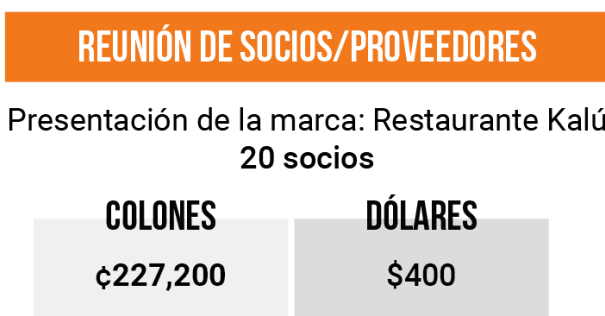 REUNIÓN DE SOCIOS/PROVEEDORES
Presentación de la marca: Restaurante Kalú
20 socios
COLONES
DÓLARES
¢227,200
$400